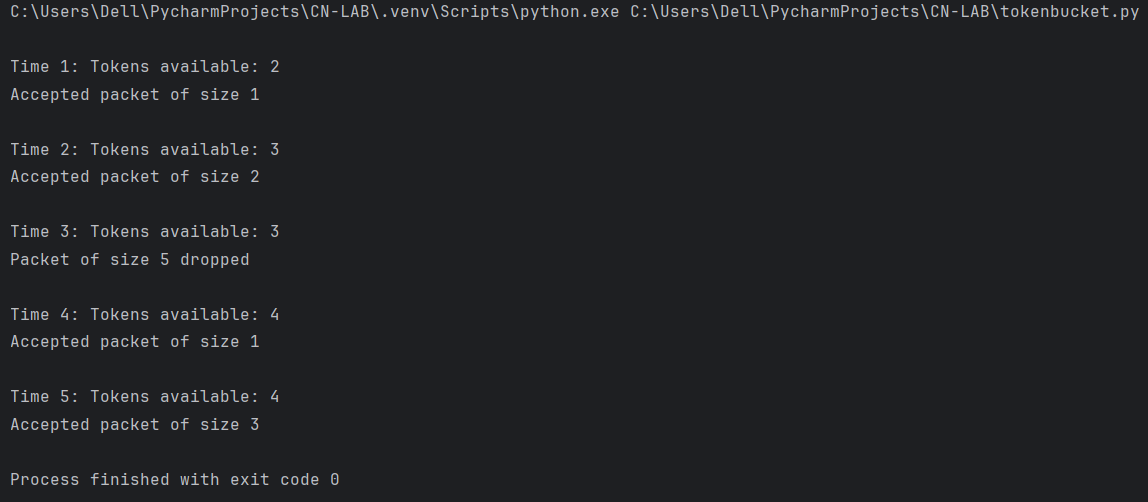 C:\Users\Dell\PycharmProjects\CN-LAB\.venv\Scripts\python.exe C:\Users\Dell\PycharmProjects\CN-LAB\tokenbucket.py
Time 1: Tokens available: 2
Accepted packet of size 1
Time 2: Tokens available: 3
Accepted packet of size 2
Time 3: Tokens available: 3
Packet of size 5 dropped
Time 4: Tokens available: 4
Accepted packet of size 1
Time 5: Tokens available: 4
Accepted packet of size 3
Process finished with exit code 0